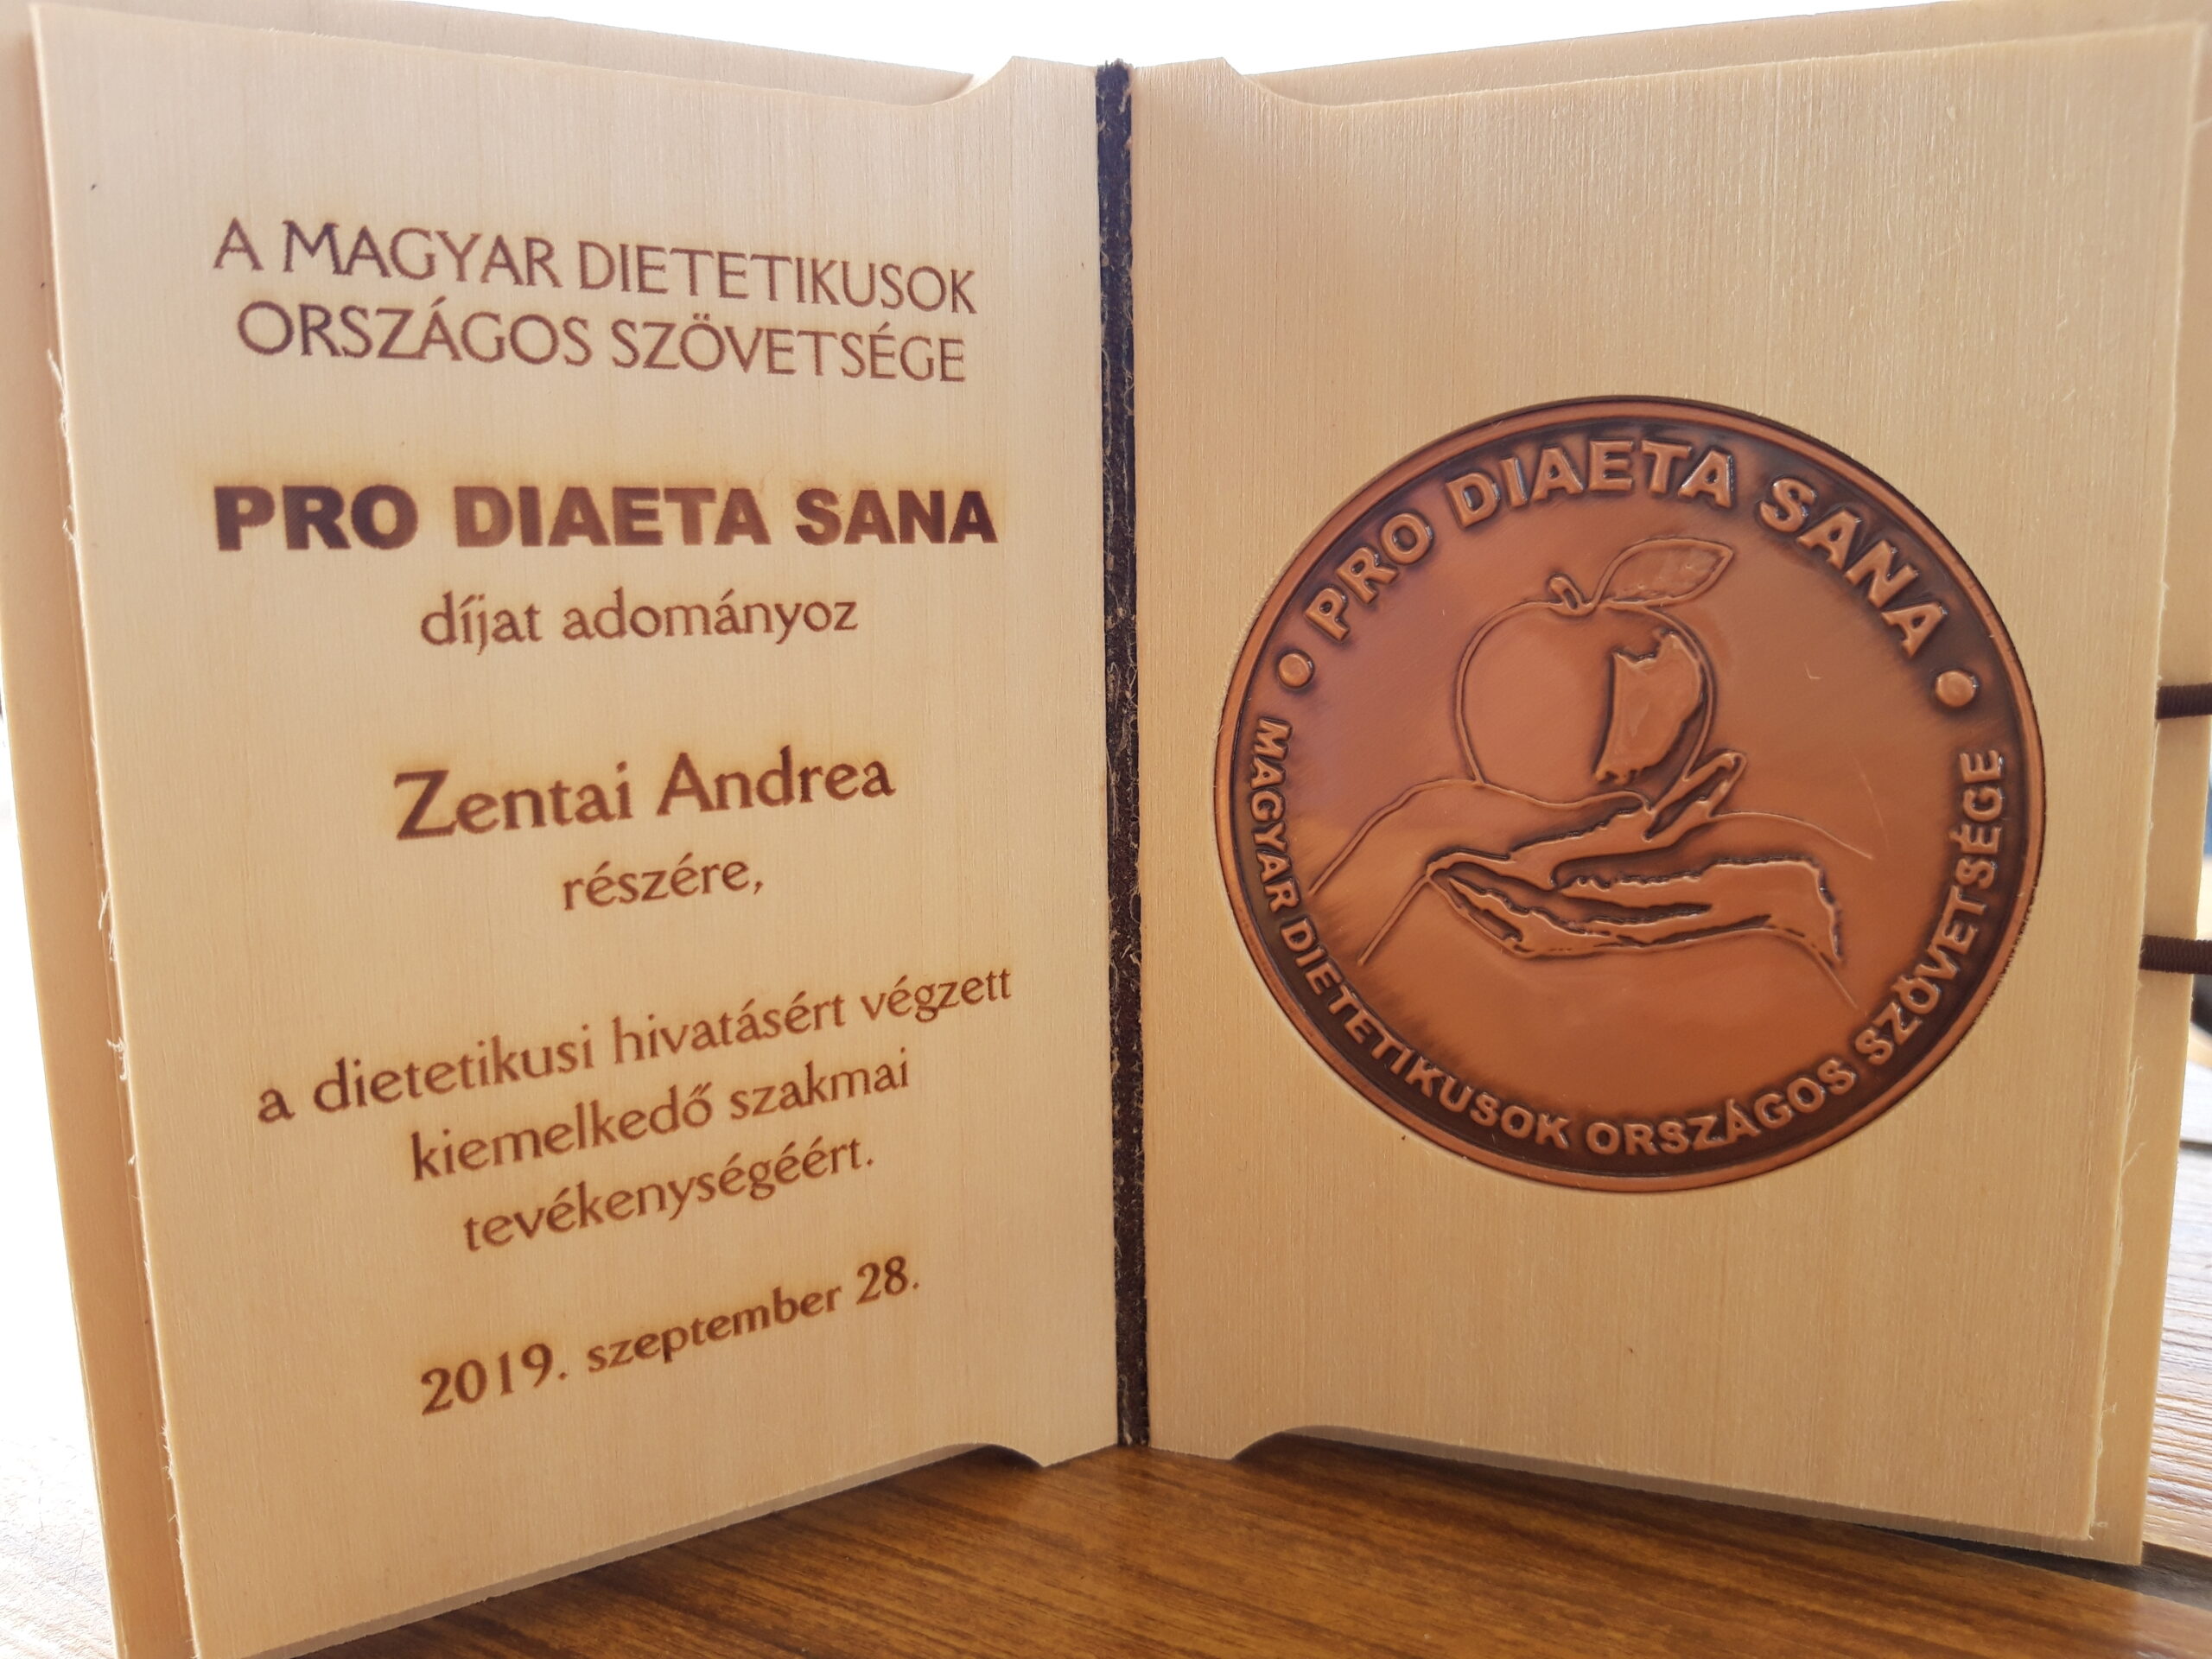 A MAGYAR DIETETIKUSOK
ORSZÁGOS SZÖVETSÉGE
PRO DIAETA SANA
díjat adományoz
Zentai Andrea
részére,
a dietetikusi hivatásért végzett
kiemelkedő szakmai
tevékenységéért.
2019. szeptember 28.
• PRO DIAETA SANA •
MAGYAR DIETETIKUSOK ORSZÁGOS SZÖVETSÉGE